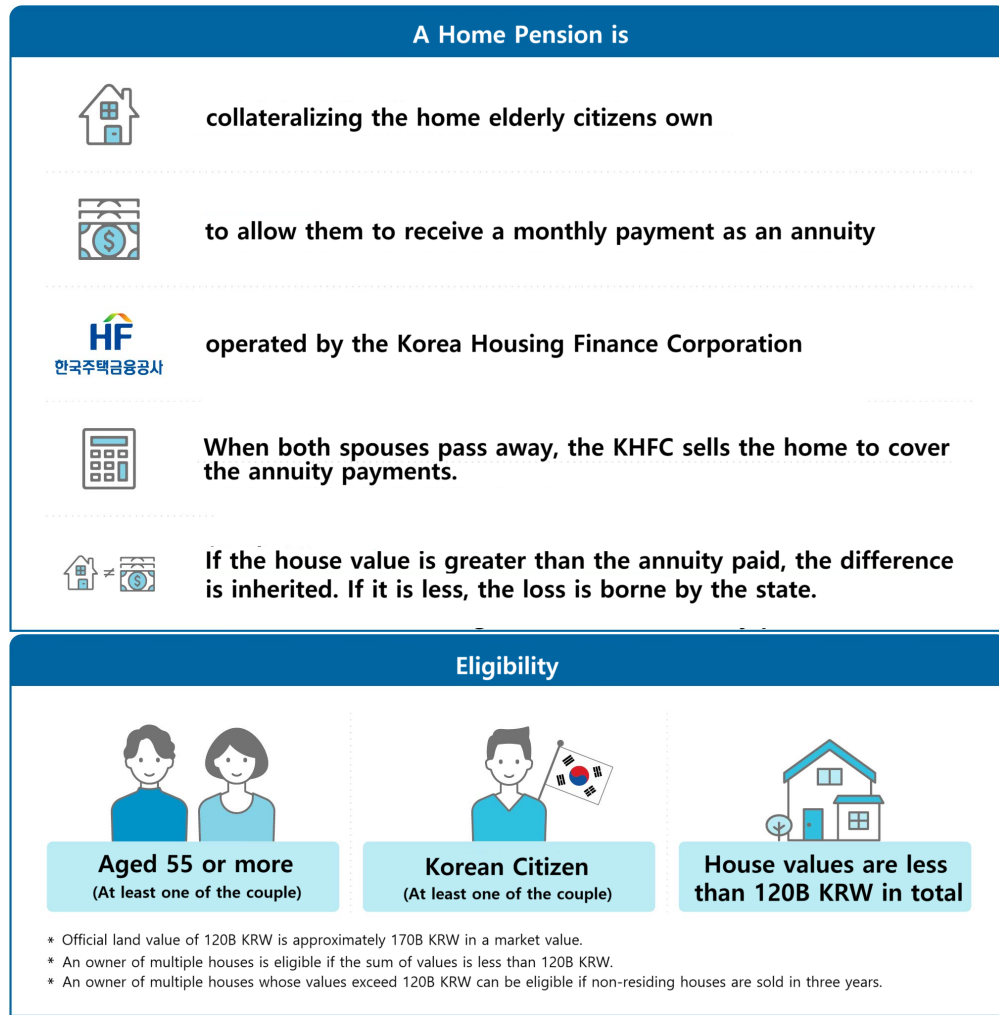 A Home Pension is
collateralizing the home elderly citizens own
$
to allow them to receive a monthly payment as an annuity
HF
한국주택금융공사
operated by the Korea Housing Finance Corporation
When both spouses pass away, the KHFC sells the home to cover
the annuity payments.
≠ $
If the house value is greater than the annuity paid, the difference
is inherited. If it is less, the loss is borne by the state.
Eligibility
Aged 55 or more
(At least one of the couple)
Korean Citizen
(At least one of the couple)
House values are less
than 120B KRW in total
* Official land value of 120B KRW is approximately 170B KRW in a market value.
* An owner of multiple houses is eligible if the sum of values is less than 120B KRW.
* An owner of multiple houses whose values exceed 120B KRW can be eligible if non-residing houses are sold in three years.